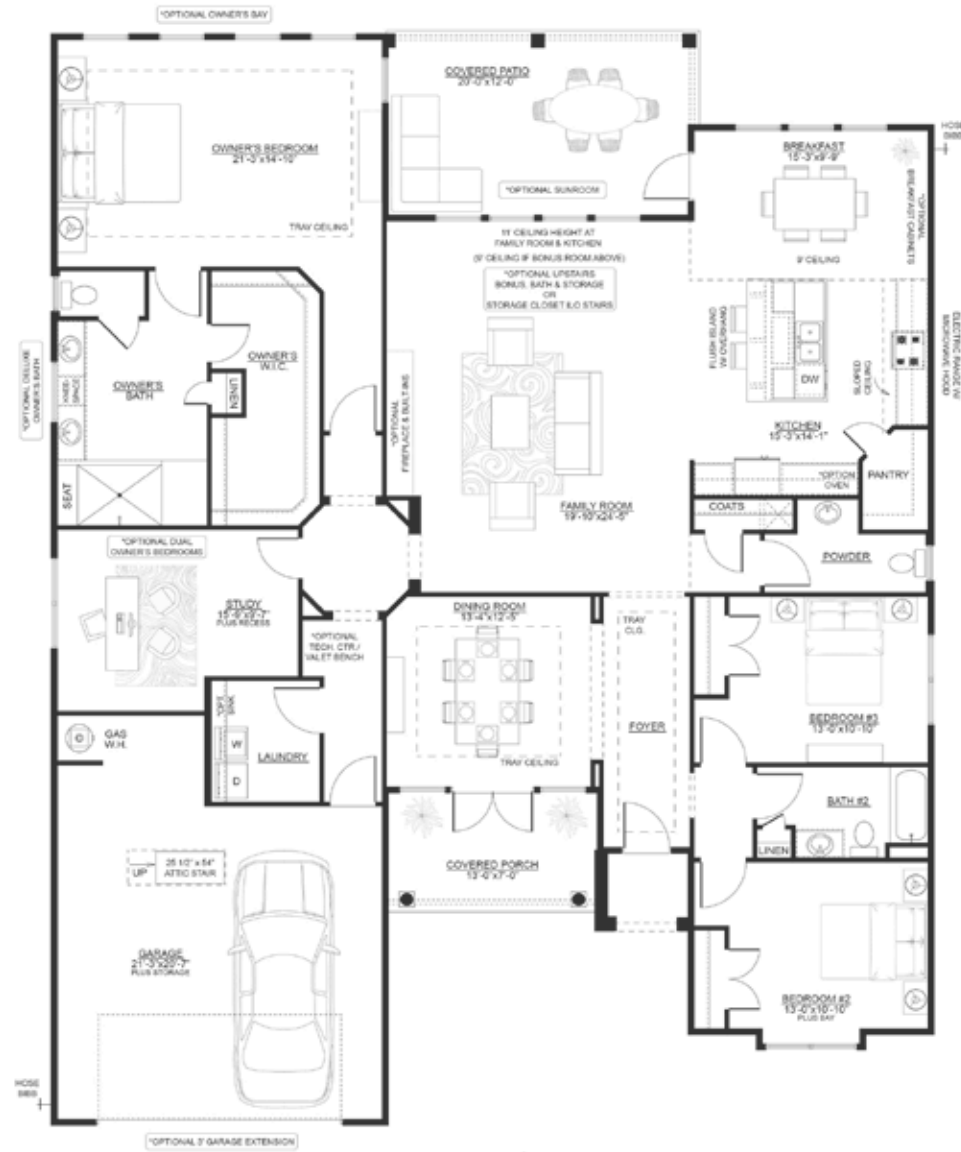 *OPTIONAL OWNER'S BAY
COVERED PATIO
20'-0"x12'-0"
*OPTIONAL SUNROOM
OWNER'S BEDROOM
21'-3"x14'-10"
TRAY CEILING
HOSE
BIBB
BREAKFAST
15'-3"x9'-9"
*OPTIONAL
BREAKFAST CABINETS
9' CEILING
11' CEILING HEIGHT AT
FAMILY ROOM & KITCHEN
(9' CEILING IF BONUS ROOM ABOVE)
*OPTIONAL UPSTAIRS
BONUS, BATH & STORAGE
OR
STORAGE CLOSET ILO STAIRS
FLUSH ISLAND
W/ OVERHANG
DW
SLOPED
CEILING
ELECTRIC RANGE W/
MICROWAVE HOOD
KITCHEN
15'-3"x14'-1"
*OPTION
OVEN
PANTRY
*OPTIONAL DELUXE
OWNER'S BATH
KNEE
SPACE
OWNER'S
BATH
LINEN
OWNER'S
W.I.C.
SEAT
*OPTIONAL
FIREPLACE & BUILT-INS
FAMILY ROOM
19'-10"x24'-5"
COATS
POWDER
*OPTIONAL DUAL
OWNER'S BEDROOMS
STUDY
PLUS RECESS
*OPTIONAL
TECH. CTR./
VALET BENCH
DINING ROOM
13'-4"x12'-5"
TRAY CEILING
TRAY
CLG.
FOYER
BEDROOM #3
13'-0"x10'-10"
GAS
W.H.
*OPT.
SINK
W
D
LAUNDRY
BATH #2
LINEN
COVERED PORCH
13'-0"x7'-0"
UP
25 1/2" x 54"
ATTIC STAIR
GARAGE
21'-3"x20'-7"
PLUS STORAGE
BEDROOM #2
13'-0"x10'-10"
PLUS BAY
HOSE
BIBB
*OPTIONAL 3' GARAGE EXTENSION